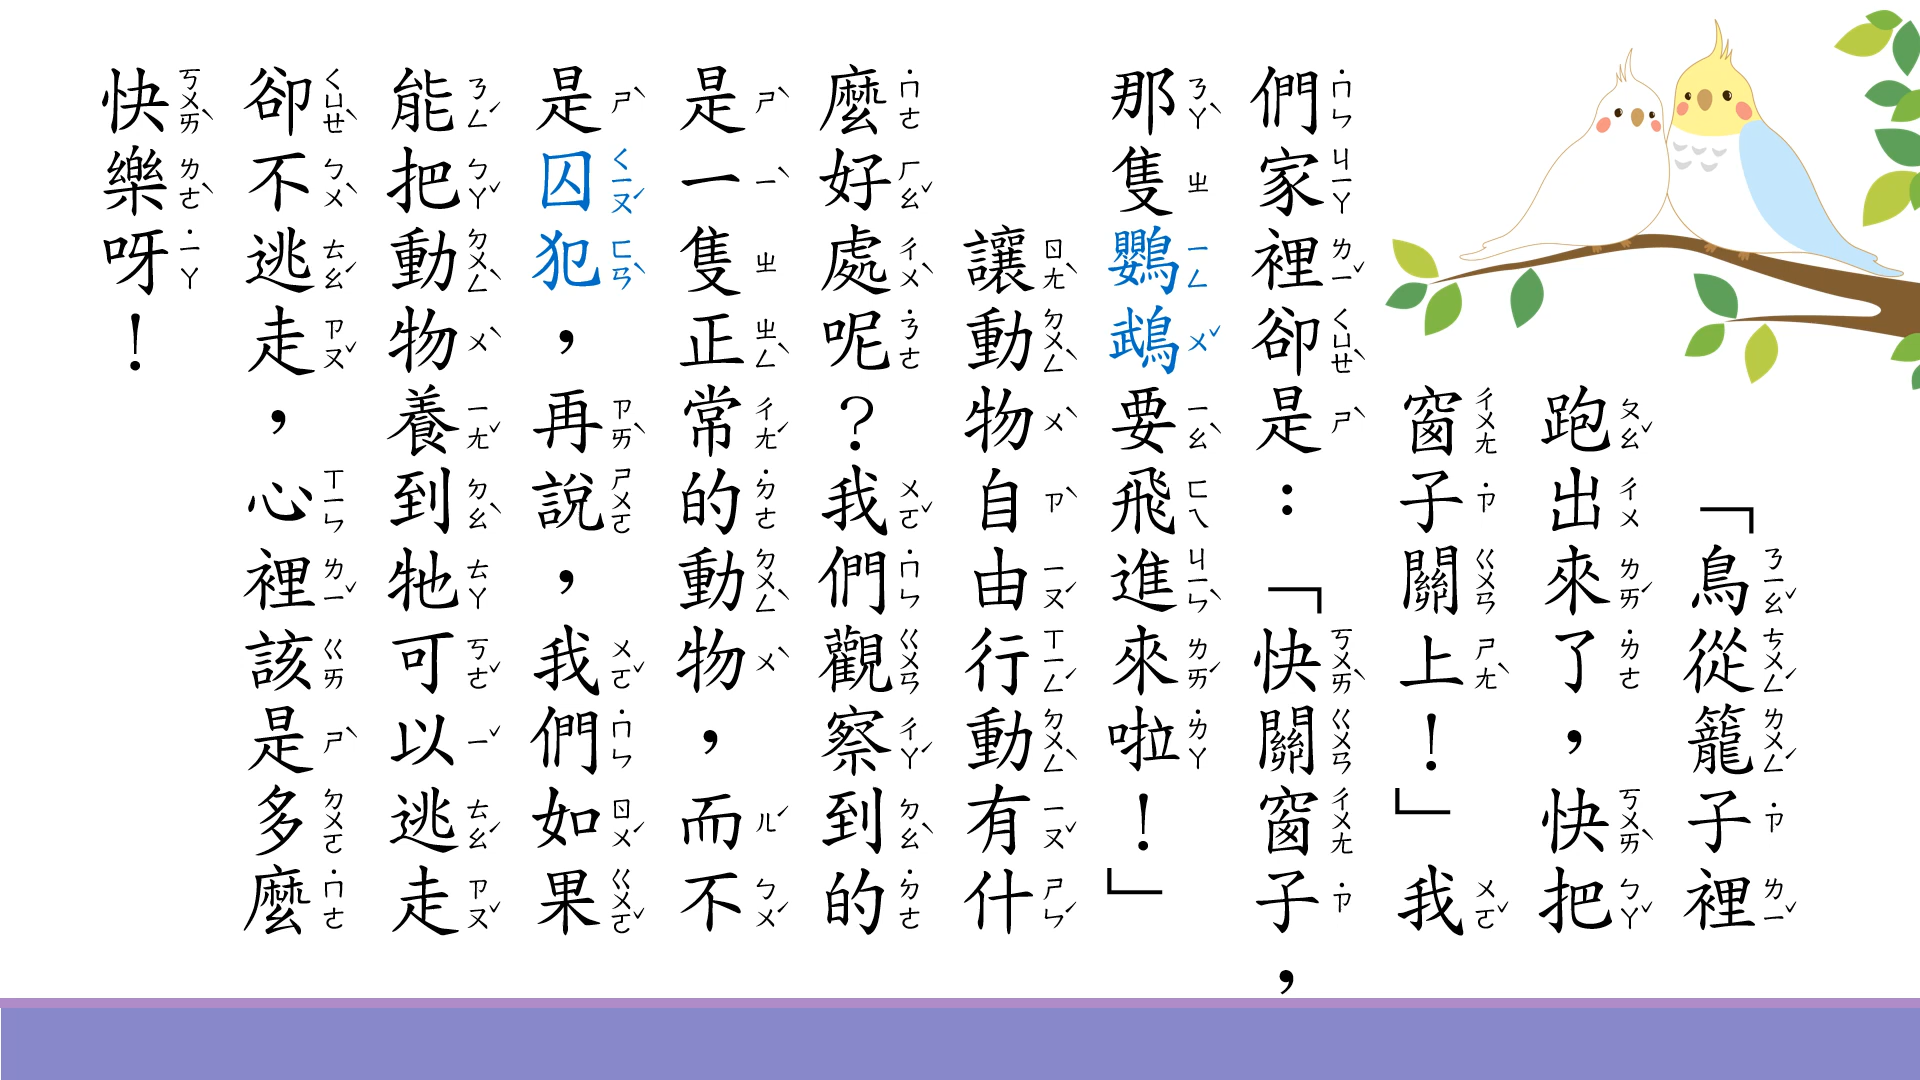 「鳥從籠子裡
跑出來了，快把
窗子關上！」我
們家裡卻是：「快關窗子，
那隻鸚鵡要飛進來啦！」
讓動物自由行動有什
麼好處呢？我們觀察到的
是一隻正常的動物，而不
是囚犯，再說，我們如果
能把動物養到牠可以逃走
卻不逃走，心裡該是多麼
快樂呀！